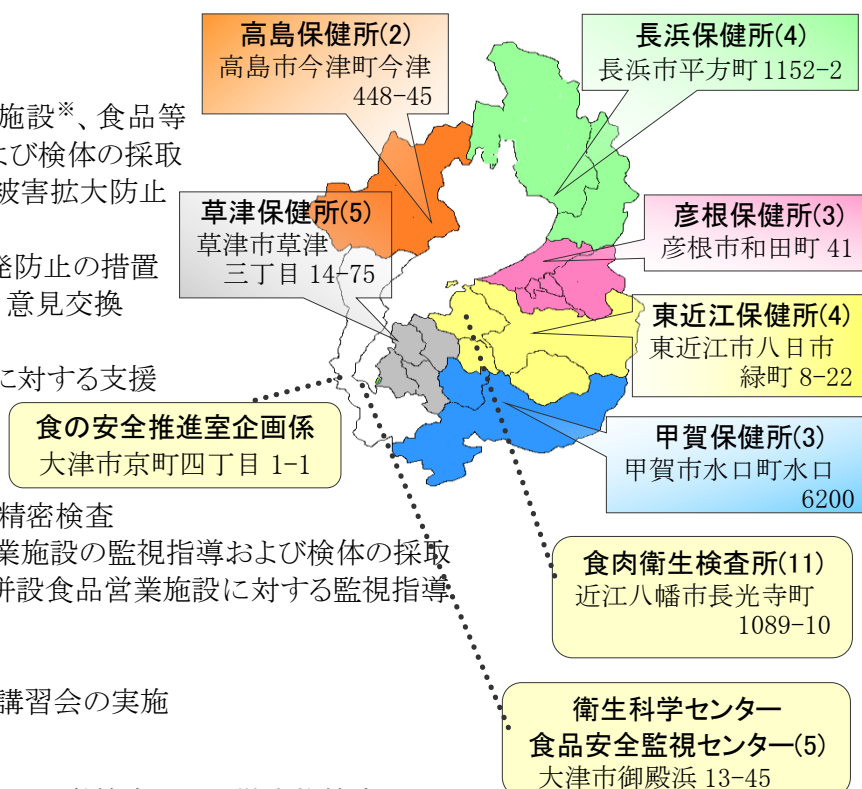 高島保健所(2)
高島市今津町今津
448-45
長浜保健所(4)
長浜市平方町 1152-2
施設※、食品等
よび検体の採取
被害拡大防止
草津保健所(5)
草津市草津
三丁目 14-75
彦根保健所(3)
彦根市和田町 41
発防止の措置
意見交換
東近江保健所(4)
東近江市八日市
緑町 8-22
に対する支援
食の安全推進室企画係
大津市京町四丁目 1-1
甲賀保健所(3)
甲賀市水口町水口
6200
精密検査
業施設の監視指導および検体の採取
併設食品営業施設に対する監視指導
食肉衛生検査所(11)
近江八幡市長光寺町
1089-10
講習会の実施
衛生科学センター
食品安全監視センター(5)
大津市御殿浜 13-45